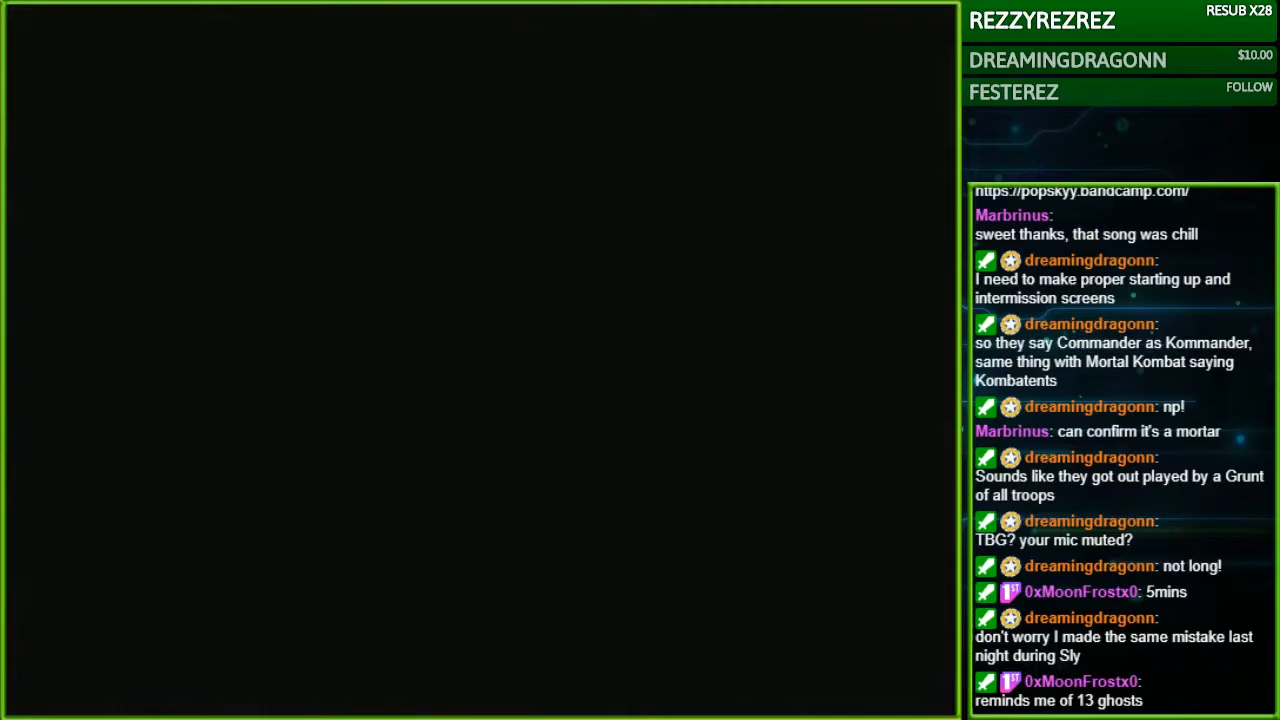 REZZYREZREZ
RESUB X28
DREAMINGDRAGONN
$10.00
FESTEREZ
FOLLOW
https://popskyy.bandcamp.com/
Marbrinus:
sweet thanks, that song was chill
dreamingdragonn:
I need to make proper starting up and
intermission screens
dreamingdragonn:
so they say Commander as Kommander,
same thing with Mortal Kombat saying
Kombatents
dreamingdragonn: np!
Marbrinus: can confirm it's a mortar
dreamingdragonn:
Sounds like they got out played by a Grunt
of all troops
dreamingdragonn:
TBG? your mic muted?
dreamingdragonn: not long!
1ST 0xMoonFrostx0: 5mins
dreamingdragonn:
don't worry I made the same mistake last
night during Sly
1ST 0xMoonFrostx0:
reminds me of 13 ghosts